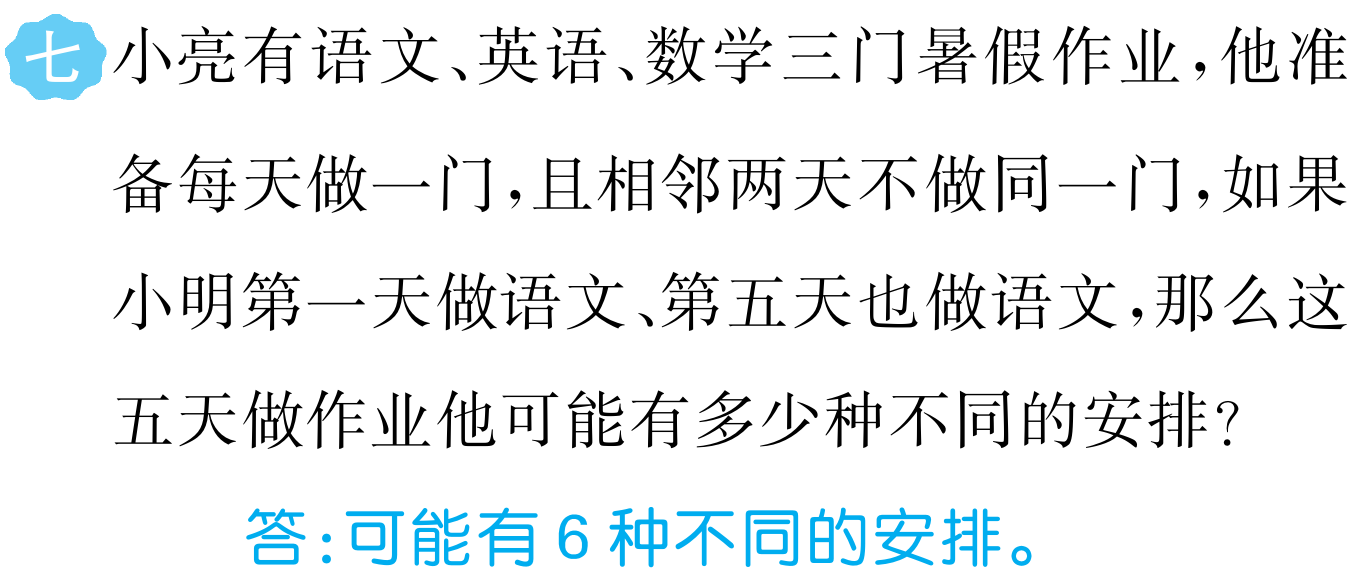 七 小亮有语文、英语、数学三门暑假作业，他准
备每天做一门，且相邻两天不做同一门，如果
小明第一天做语文、第五天也做语文，那么这
五天做作业他可能有多少种不同的安排？
答：可能有6种不同的安排。